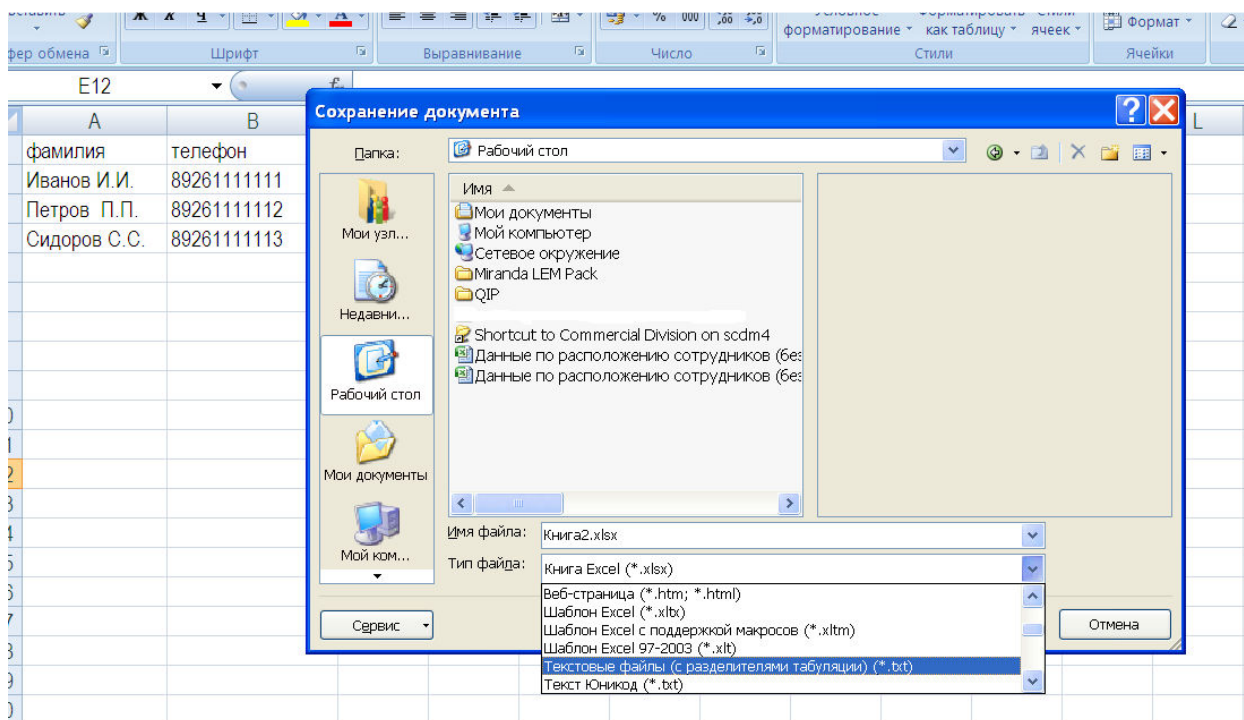 Ж К Ч А % 000
форматирование как таблицу ячеек Формат
Шрифт Выравнивание Число Стили Ячейки
E12
A B L
фамилия телефон
Иванов И.И. 89261111111
Петров П.П. 89261111112
Сидоров С.С. 89261111113
Сохранение документа
Папка: Рабочий стол
Мои узл...
Недавни...
Рабочий стол
Мои документы
Мой ком...
Имя
Мои документы
Мой компьютер
Сетевое окружение
Miranda LEM Pack
QIP
Shortcut to Commercial Division on scdm4
Данные по расположению сотрудников (без
Данные по расположению сотрудников (без
Имя файла: Книга2.xlsx
Тип файла: Книга Excel (*.xlsx)
Веб-страница (*.htm; *.html)
Шаблон Excel (*.xltx)
Шаблон Excel с поддержкой макросов (*.xltm)
Шаблон Excel 97-2003 (*.xlt)
Текстовые файлы (с разделителями табуляции) (*.txt)
Текст Юникод (*.txt)
Сервис Отмена